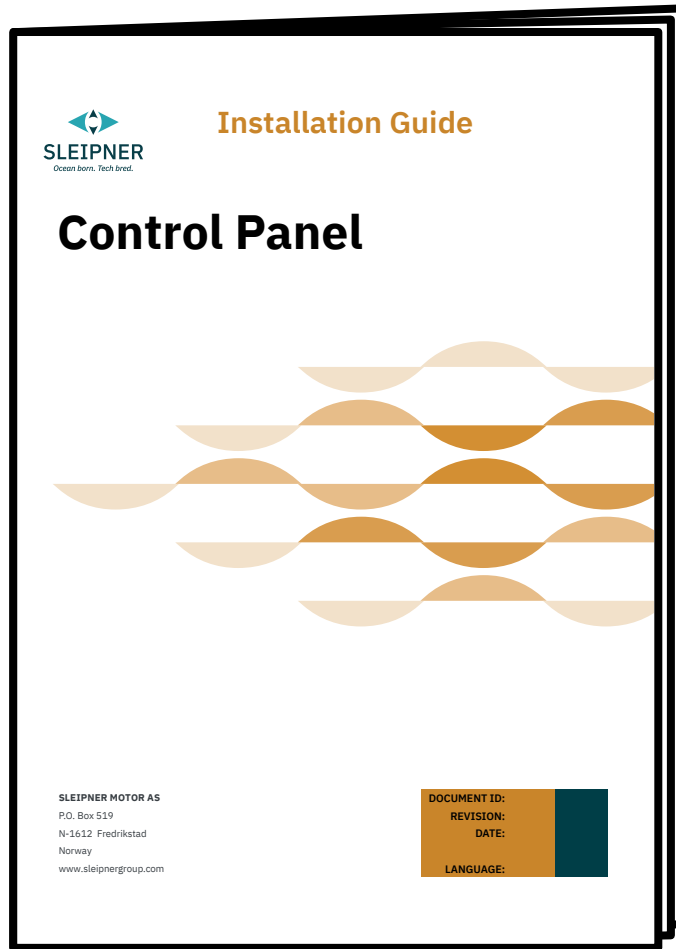 Installation Guide
SLEIPNER
Ocean born. Tech bred.
Control Panel
SLEIPNER MOTOR AS
P.O. Box 519
N-1612 Fredrikstad
Norway
www.sleipnergroup.com
DOCUMENT ID:
REVISION:
DATE:
LANGUAGE: